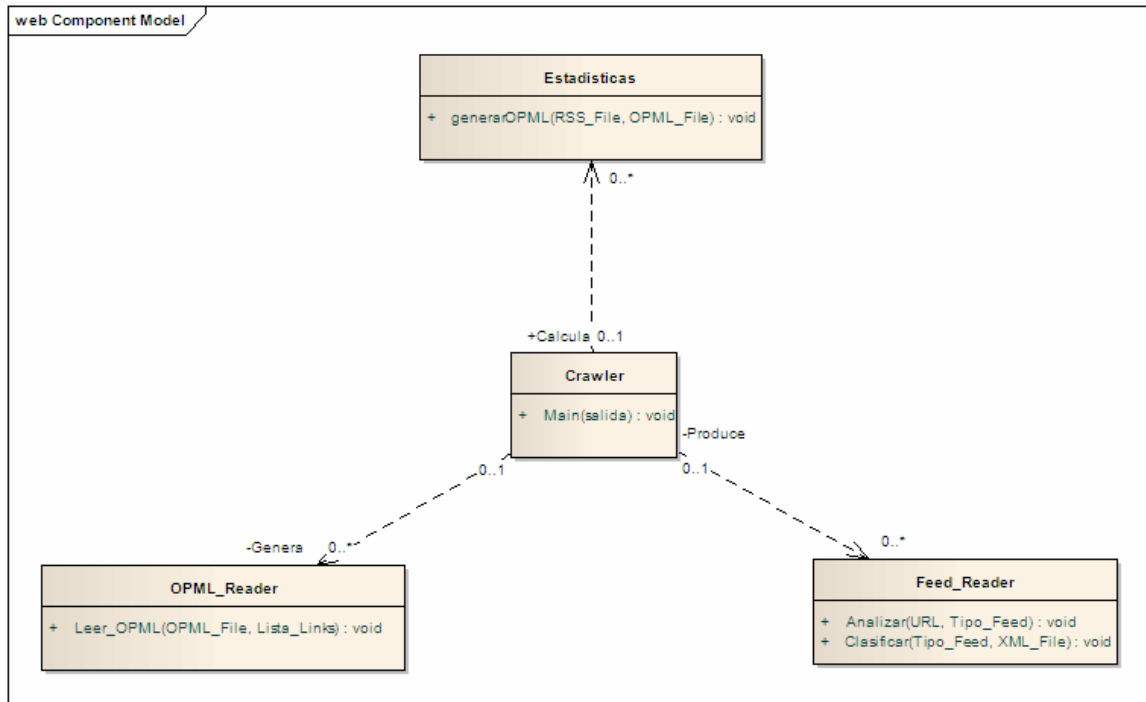 web Component Model
Estadisticas
+ generarOPML(RSS_File, OPML_File) : void
0..*
+Calcula 0..1
Crawler
+ Main(salida) : void
-Produce
0..1
0..1
-Genera 0..*
0..*
OPML_Reader
+ Leer_OPML(OPML_File, Lista_Links) : void
Feed_Reader
+ Analizar(URL, Tipo_Feed) : void
+ Clasificar(Tipo_Feed, XML_File) : void